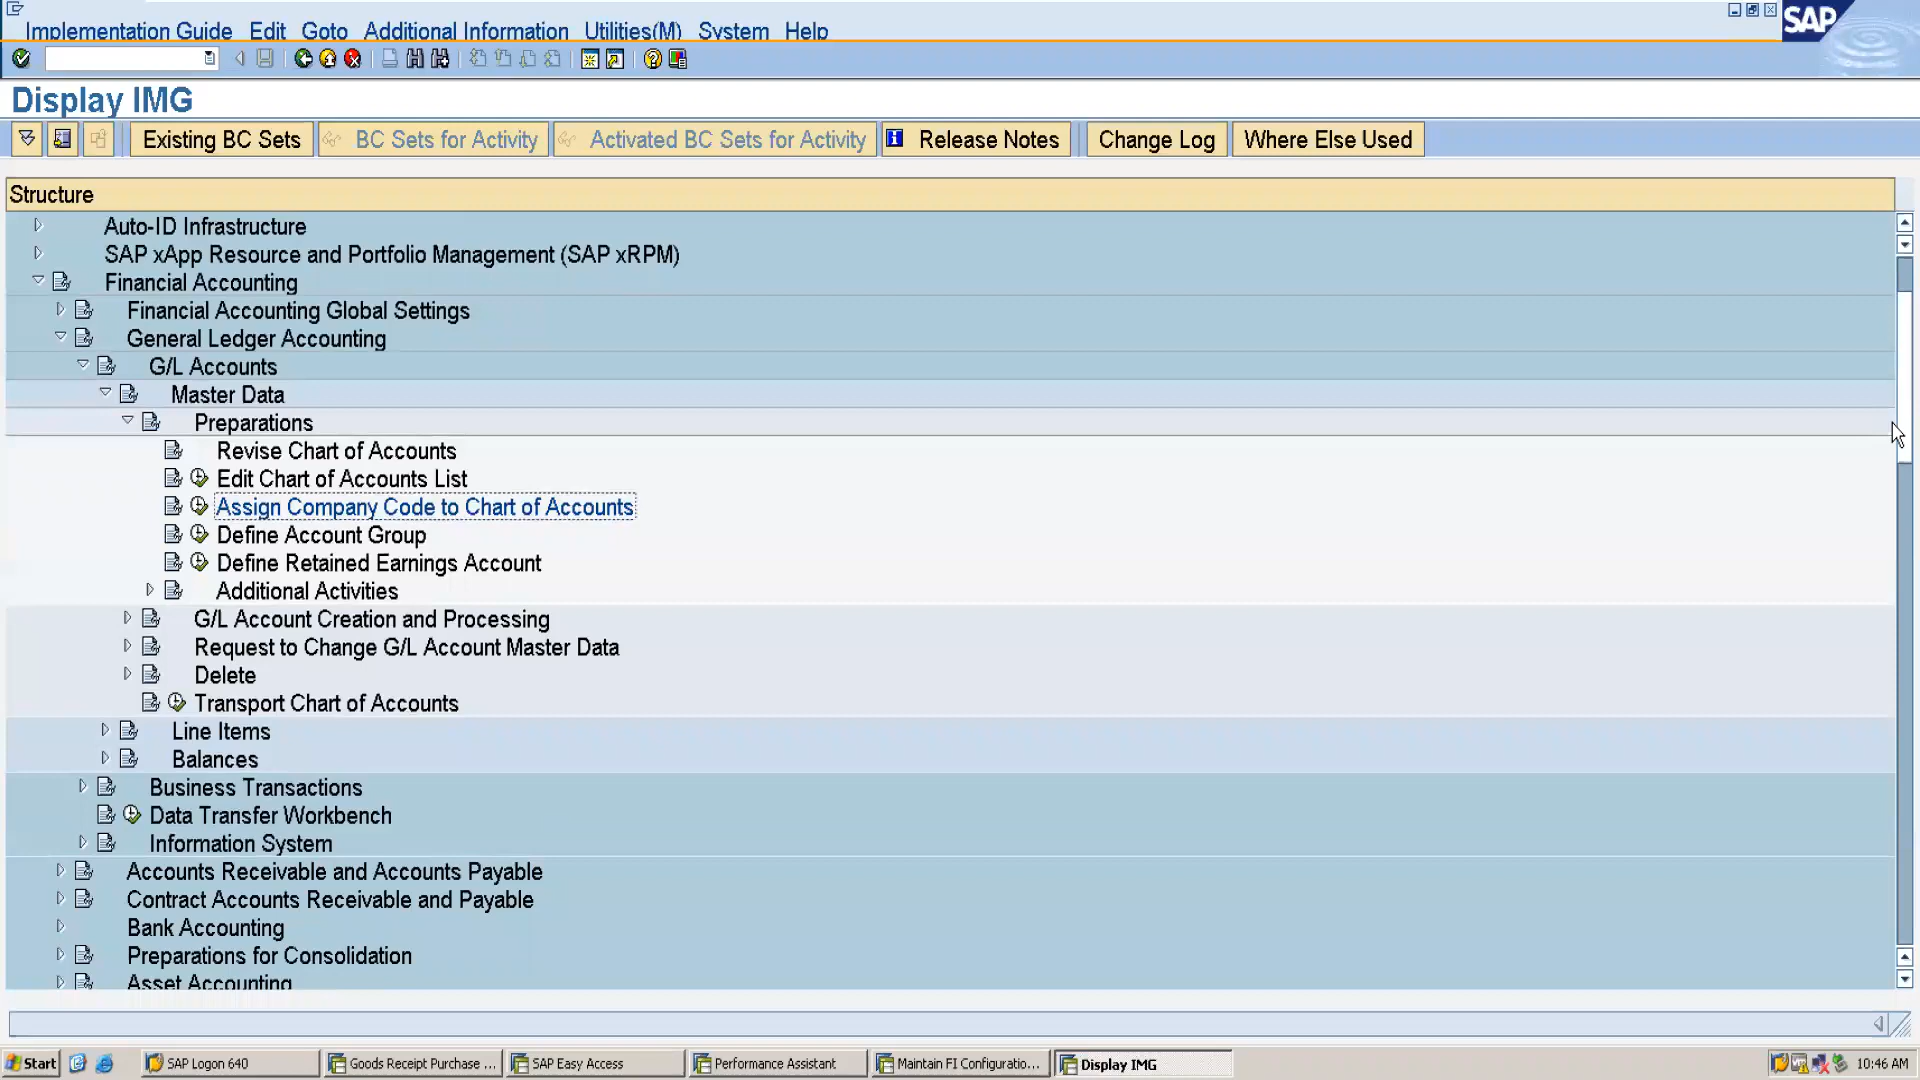 Implementation Guide Edit Goto Additional Information Utilities(M) System Help
SAP
Display IMG
Existing BC Sets BC Sets for Activity Activated BC Sets for Activity Release Notes Change Log Where Else Used
Structure
Auto-ID Infrastructure
SAP xApp Resource and Portfolio Management (SAP xRPM)
Financial Accounting
Financial Accounting Global Settings
General Ledger Accounting
G/L Accounts
Master Data
Preparations
Revise Chart of Accounts
Edit Chart of Accounts List
Assign Company Code to Chart of Accounts
Define Account Group
Define Retained Earnings Account
Additional Activities
G/L Account Creation and Processing
Request to Change G/L Account Master Data
Delete
Transport Chart of Accounts
Line Items
Balances
Business Transactions
Data Transfer Workbench
Information System
Accounts Receivable and Accounts Payable
Contract Accounts Receivable and Payable
Bank Accounting
Preparations for Consolidation
Asset Accounting
Start SAP Logon 640 Goods Receipt Purchase ... SAP Easy Access Performance Assistant Maintain FI Configuratio... Display IMG 10:46 AM